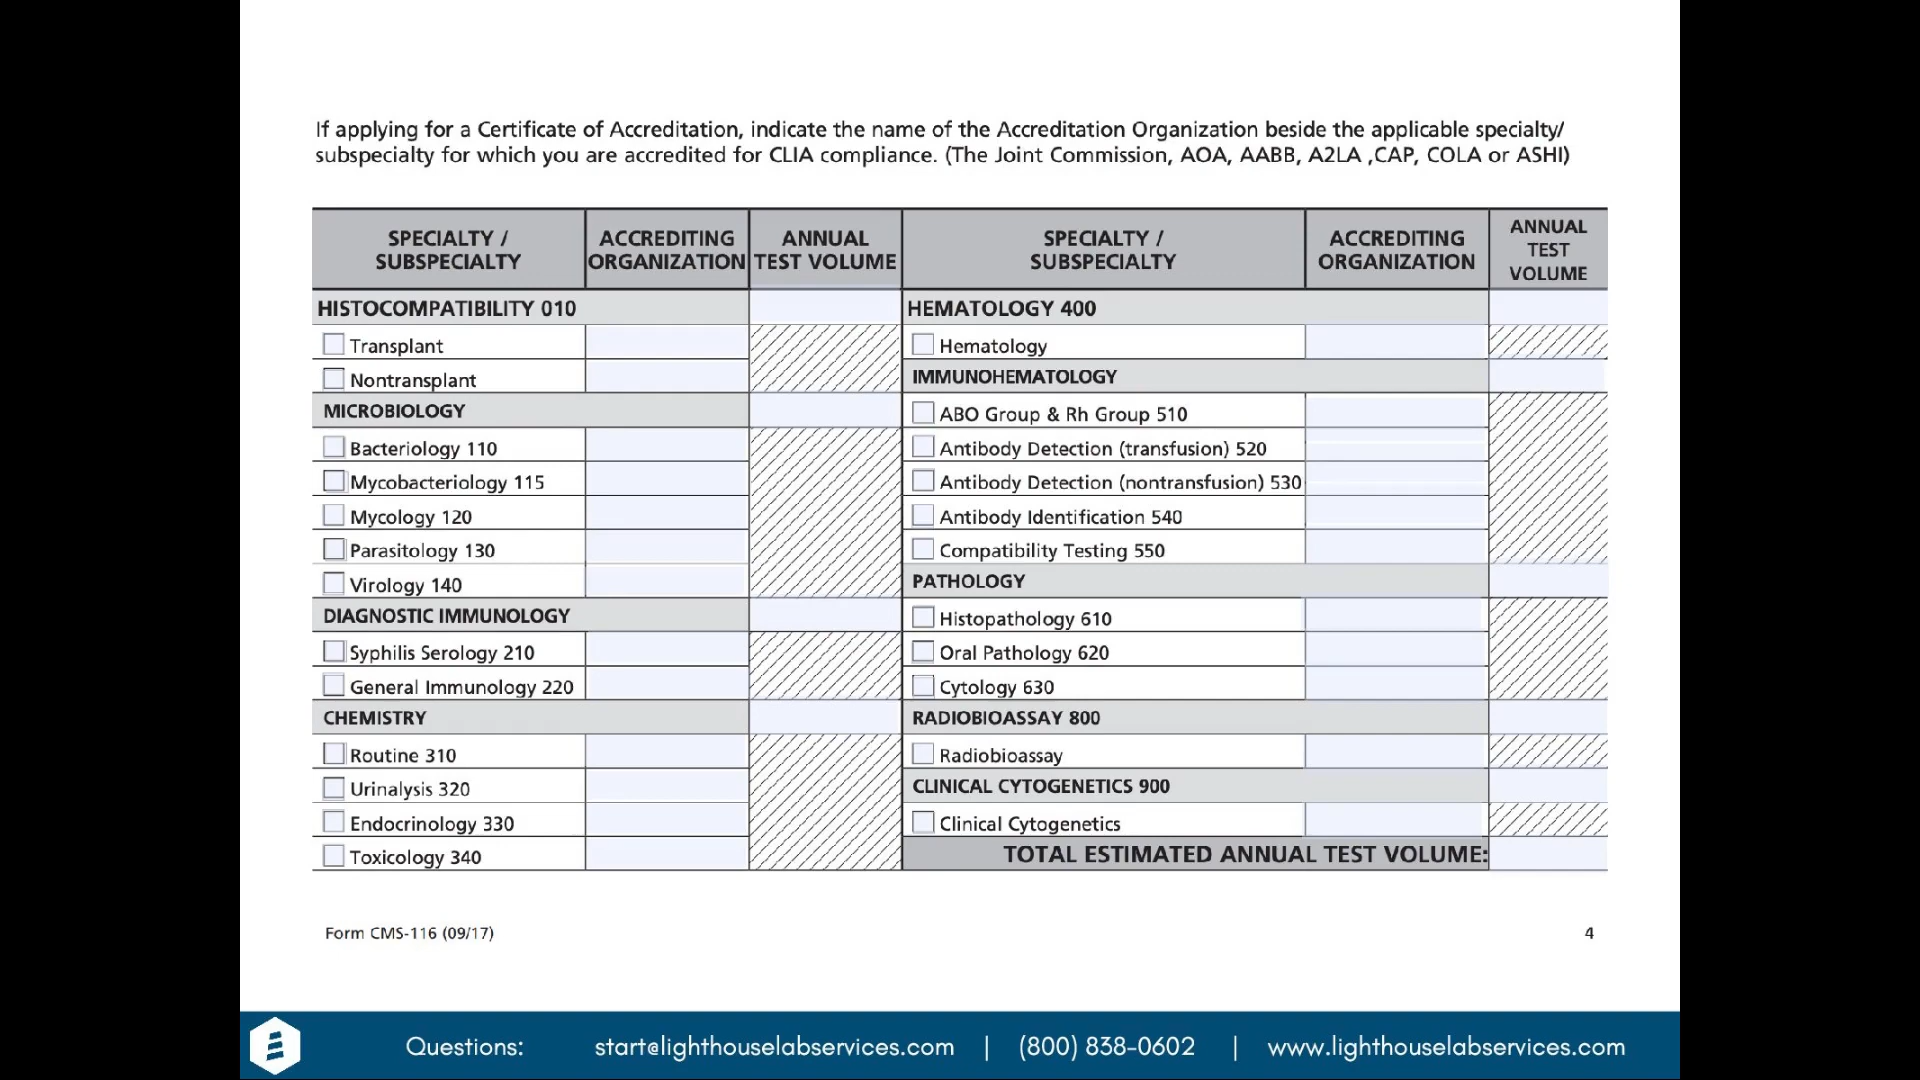 If applying for a Certificate of Accreditation, indicate the name of the Accreditation Organization beside the applicable specialty/
subspecialty for which you are accredited for CLIA compliance. (The Joint Commission, AOA, AABB, A2LA ,CAP, COLA or ASHI)
SPECIALTY /
SUBSPECIALTY
ACCREDITING
ORGANIZATION
ANNUAL
TEST VOLUME
HISTOCOMPATIBILITY 010
Transplant
Nontransplant
MICROBIOLOGY
Bacteriology 110
Mycobacteriology 115
Mycology 120
Parasitology 130
Virology 140
DIAGNOSTIC IMMUNOLOGY
Syphilis Serology 210
General Immunology 220
CHEMISTRY
Routine 310
Urinalysis 320
Endocrinology 330
Toxicology 340
SPECIALTY /
SUBSPECIALTY
ACCREDITING
ORGANIZATION
ANNUAL
TEST
VOLUME
HEMATOLOGY 400
Hematology
IMMUNOHEMATOLOGY
ABO Group & Rh Group 510
Antibody Detection (transfusion) 520
Antibody Detection (nontransfusion) 530
Antibody Identification 540
Compatibility Testing 550
PATHOLOGY
Histopathology 610
Oral Pathology 620
Cytology 630
RADIOBIOASSAY 800
Radiobioassay
CLINICAL CYTOGENETICS 900
Clinical Cytogenetics
TOTAL ESTIMATED ANNUAL TEST VOLUME:
Form CMS-116 (09/17)
4
Questions: start@lighthouselabservices.com | (800) 838-0602 | www.lighthouselabservices.com